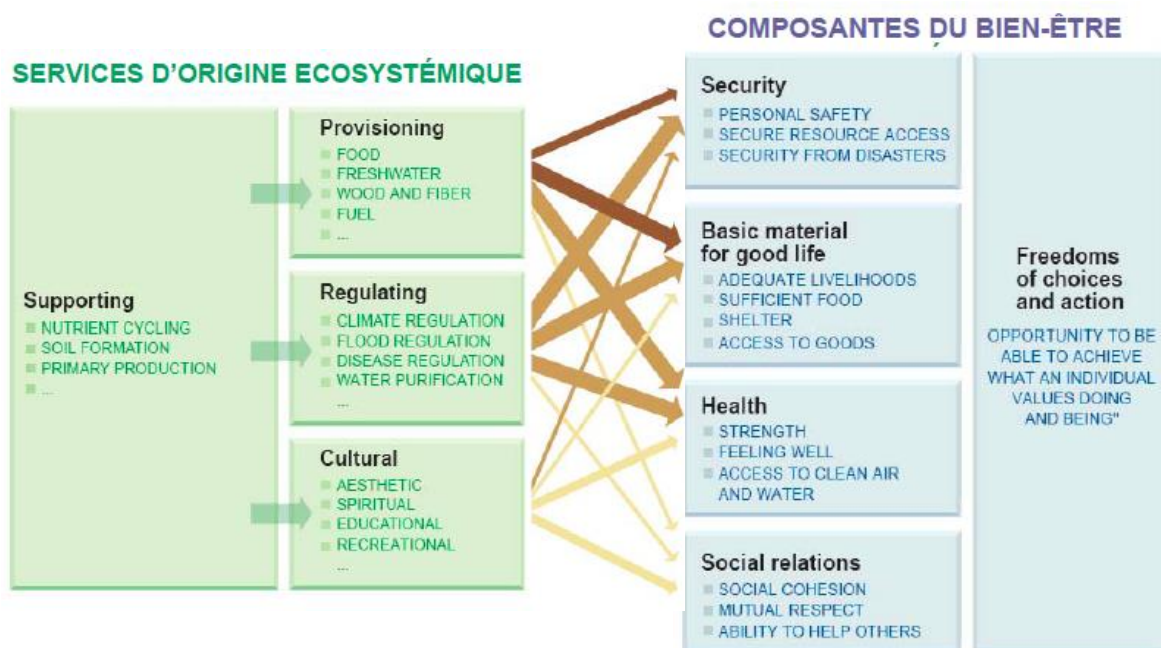 COMPOSANTES DU BIEN-ÊTRE
SERVICES D'ORIGINE ECOSYSTÉMIQUE
Supporting
NUTRIENT CYCLING
SOIL FORMATION
PRIMARY PRODUCTION
...
Provisioning
FOOD
FRESHWATER
WOOD AND FIBER
FUEL
...
Regulating
CLIMATE REGULATION
FLOOD REGULATION
DISEASE REGULATION
WATER PURIFICATION
...
Cultural
AESTHETIC
SPIRITUAL
EDUCATIONAL
RECREATIONAL
...
Security
PERSONAL SAFETY
SECURE RESOURCE ACCESS
SECURITY FROM DISASTERS
Basic material
for good life
ADEQUATE LIVELIHOODS
SUFFICIENT FOOD
SHELTER
ACCESS TO GOODS
Health
STRENGTH
FEELING WELL
ACCESS TO CLEAN AIR
AND WATER
Social relations
SOCIAL COHESION
MUTUAL RESPECT
ABILITY TO HELP OTHERS
Freedoms
of choices
and action
OPPORTUNITY TO BE
ABLE TO ACHIEVE
WHAT AN INDIVIDUAL
VALUES DOING
AND BEING"